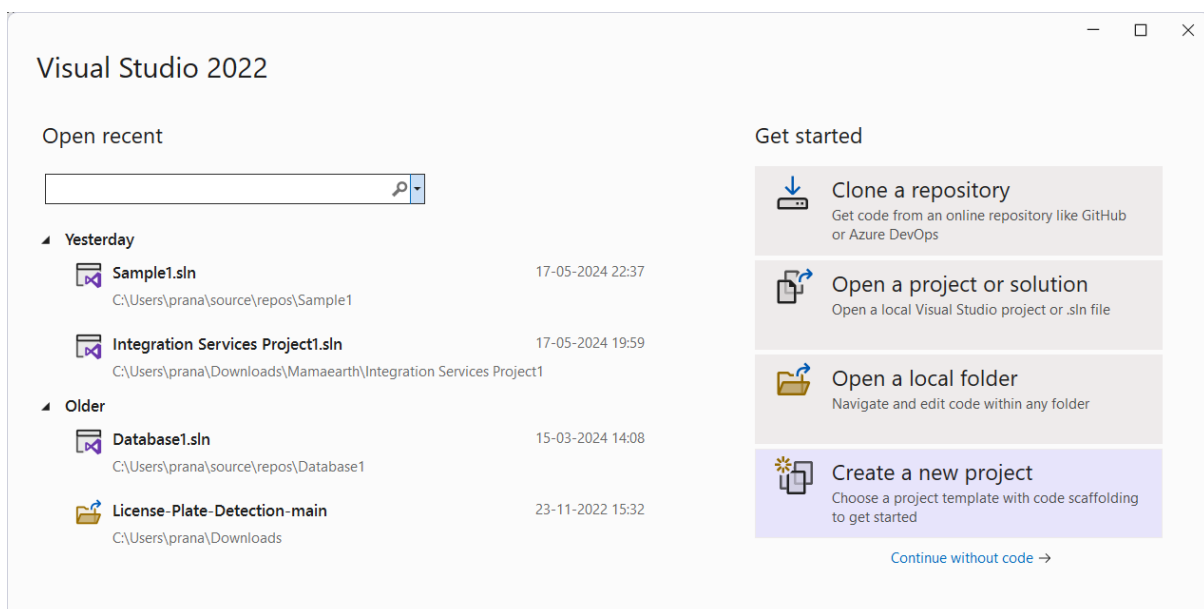 Visual Studio 2022
Open recent
Yesterday
Sample1.sln 17-05-2024 22:37
C:\Users\prana\source\repos\Sample1
Integration Services Project1.sln 17-05-2024 19:59
C:\Users\prana\Downloads\Mamaearth\Integration Services Project1
Older
Database1.sln 15-03-2024 14:08
C:\Users\prana\source\repos\Database1
License-Plate-Detection-main 23-11-2022 15:32
C:\Users\prana\Downloads
Get started
Clone a repository
Get code from an online repository like GitHub
or Azure DevOps
Open a project or solution
Open a local Visual Studio project or .sln file
Open a local folder
Navigate and edit code within any folder
Create a new project
Choose a project template with code scaffolding
to get started
Continue without code →